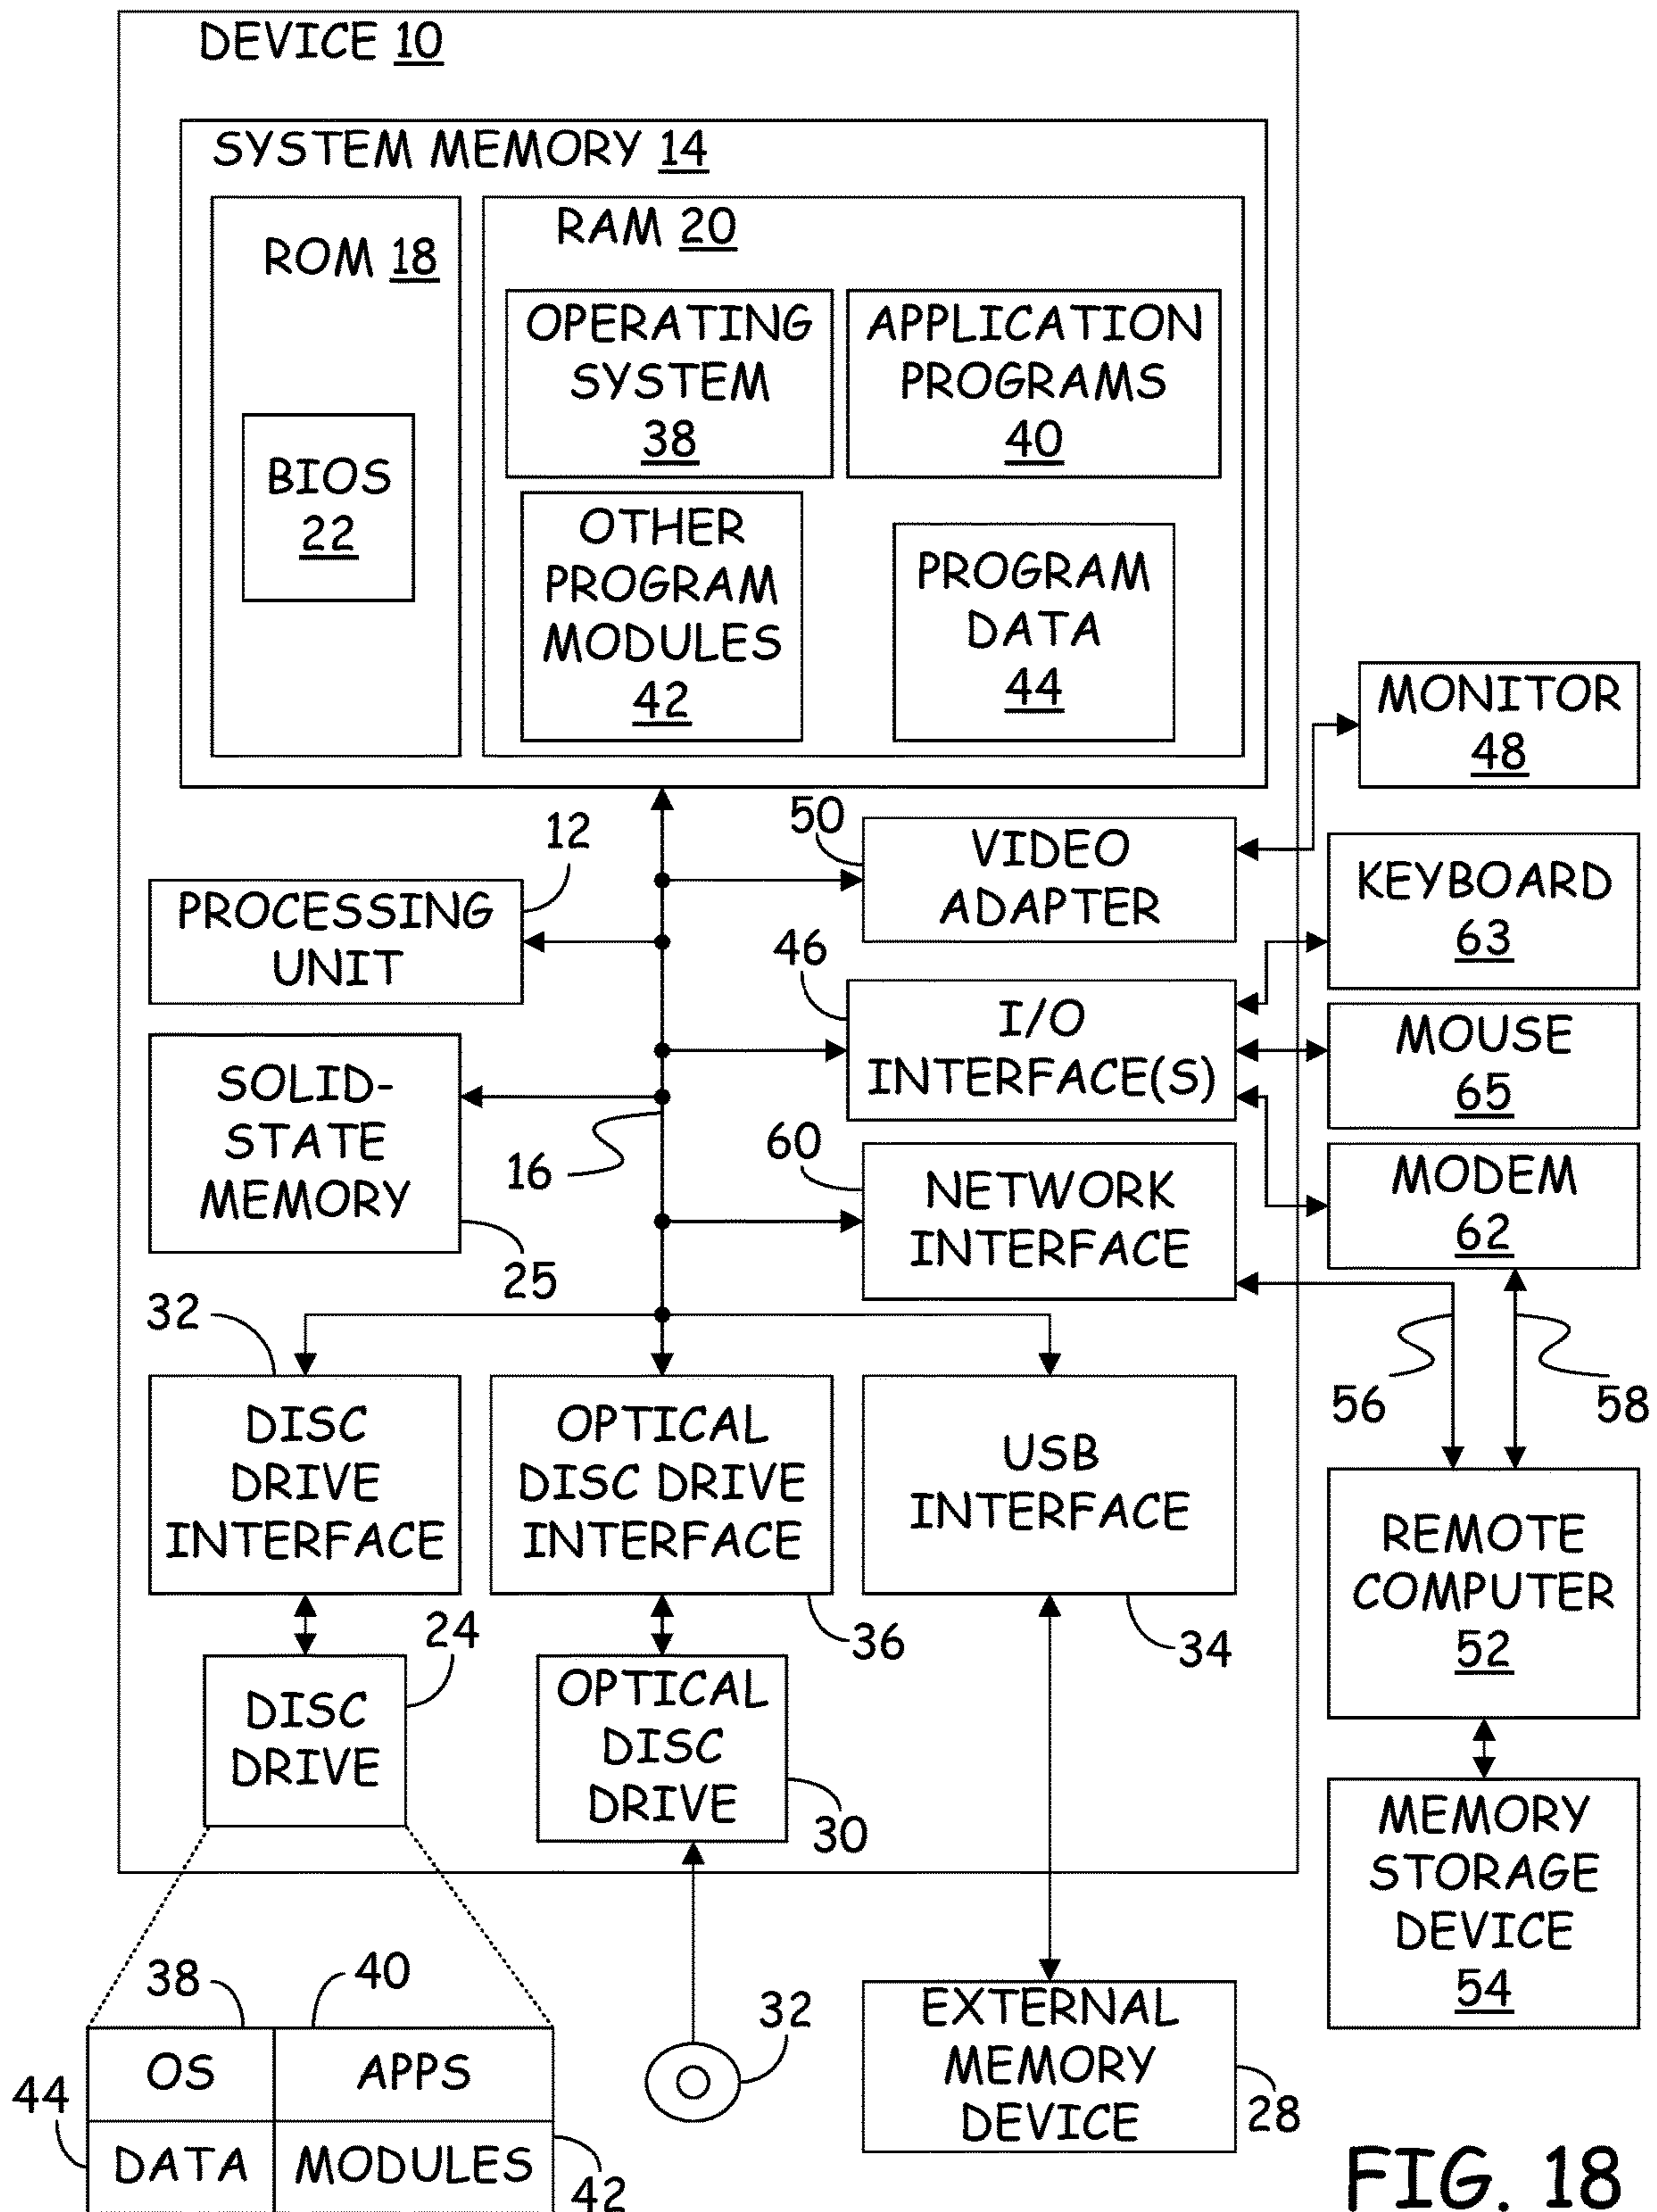 DEVICE 10
SYSTEM MEMORY 14
ROM 18
BIOS
22
RAM 20
OPERATING
SYSTEM
38
APPLICATION
PROGRAMS
40
OTHER
PROGRAM
MODULES
42
PROGRAM
DATA
44
MONITOR
48
12
PROCESSING
UNIT
50
VIDEO
ADAPTER
KEYBOARD
63
46
I/O
INTERFACE(S)
MOUSE
65
SOLID-
STATE
MEMORY
25
16
60
NETWORK
INTERFACE
MODEM
62
56
58
32
DISC
DRIVE
INTERFACE
OPTICAL
DISC DRIVE
INTERFACE
36
USB
INTERFACE
34
REMOTE
COMPUTER
52
24
DISC
DRIVE
OPTICAL
DISC
DRIVE
30
MEMORY
STORAGE
DEVICE
54
38
40
OS
APPS
44
DATA
MODULES
42
32
EXTERNAL
MEMORY
DEVICE
28
FIG. 18